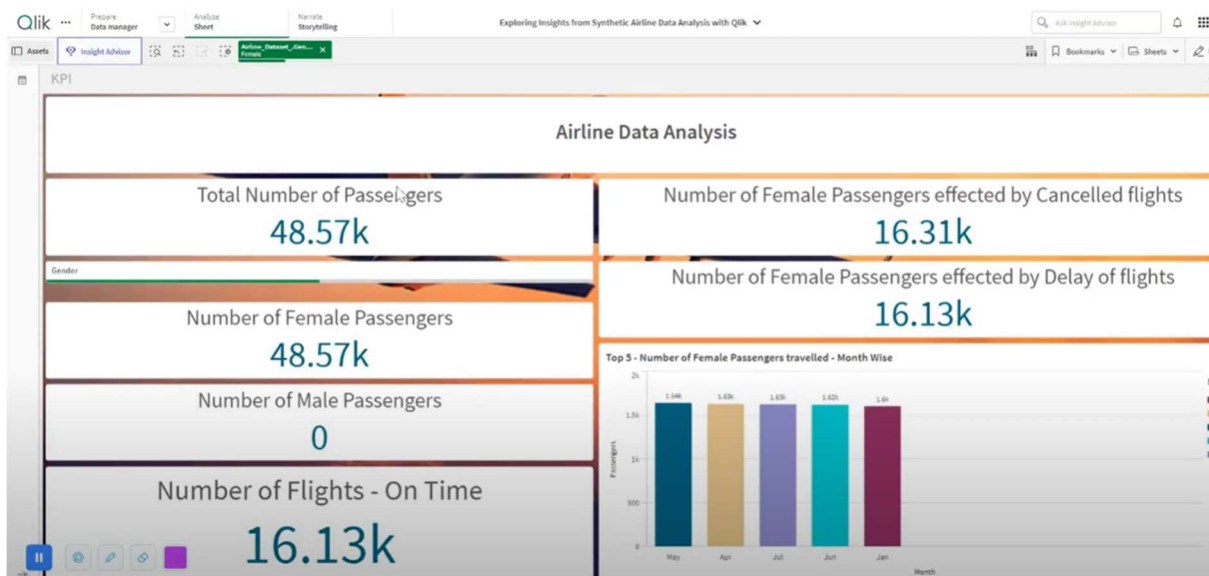 Qlik
Prepare
Data manager
Analyze
Sheet
Narrate
Storytelling
Exploring Insights from Synthetic Airline Data Analysis with Qlik
Ask Insight Advisor
Assets
Insight Advisor
Airline_Dataset_.Gen...
Female
Bookmarks
Sheets
KPI
Airline Data Analysis
Total Number of Passengers
48.57k
Gender
Number of Female Passengers
48.57k
Number of Male Passengers
0
Number of Flights - On Time
16.13k
Number of Female Passengers effected by Cancelled flights
16.31k
Number of Female Passengers effected by Delay of flights
16.13k
Top 5 - Number of Female Passengers travelled - Month Wise
2k
1.5k
1k
500
0
Passengers
1.64k
1.63k
1.63k
1.62k
1.6k
May
Apr
Jul
Jun
Jan
Month